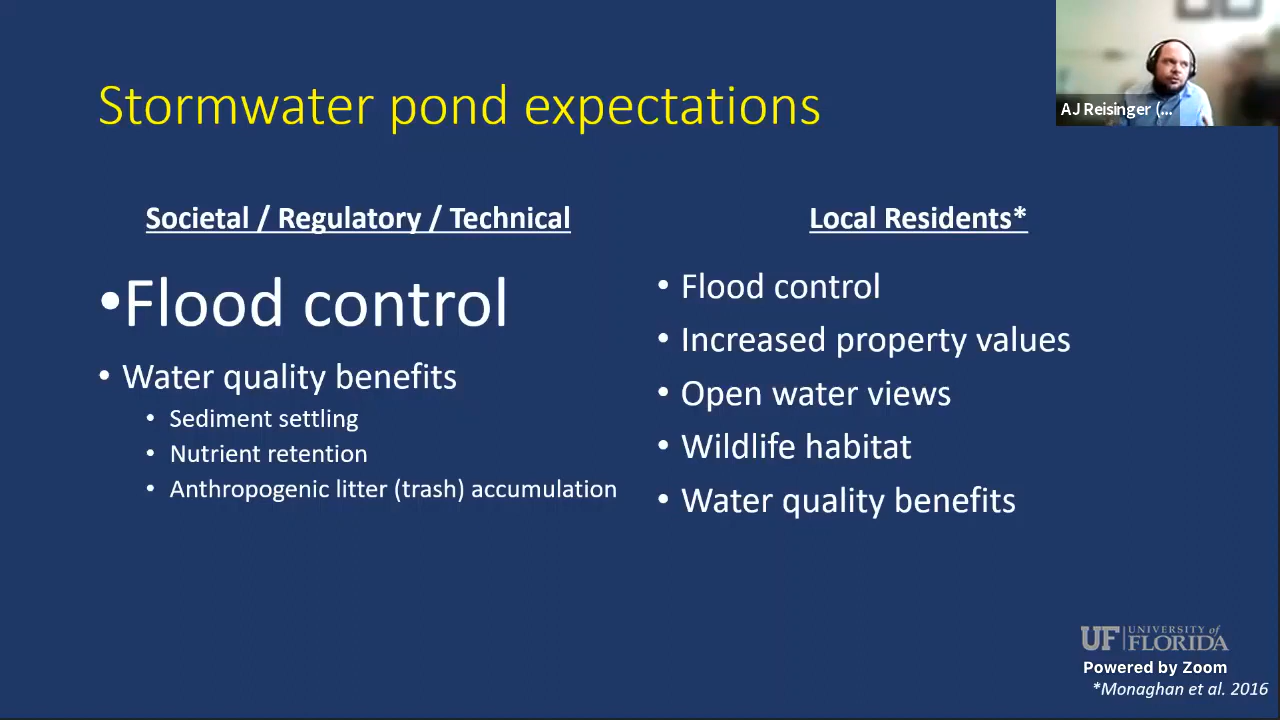 Stormwater pond expectations
AJ Reisinger (...
Societal / Regulatory / Technical
•Flood control
• Water quality benefits
• Sediment settling
• Nutrient retention
• Anthropogenic litter (trash) accumulation
Local Residents*
• Flood control
• Increased property values
• Open water views
• Wildlife habitat
• Water quality benefits
UF UNIVERSITY of
FLORIDA
Powered by Zoom
*Monaghan et al. 2016